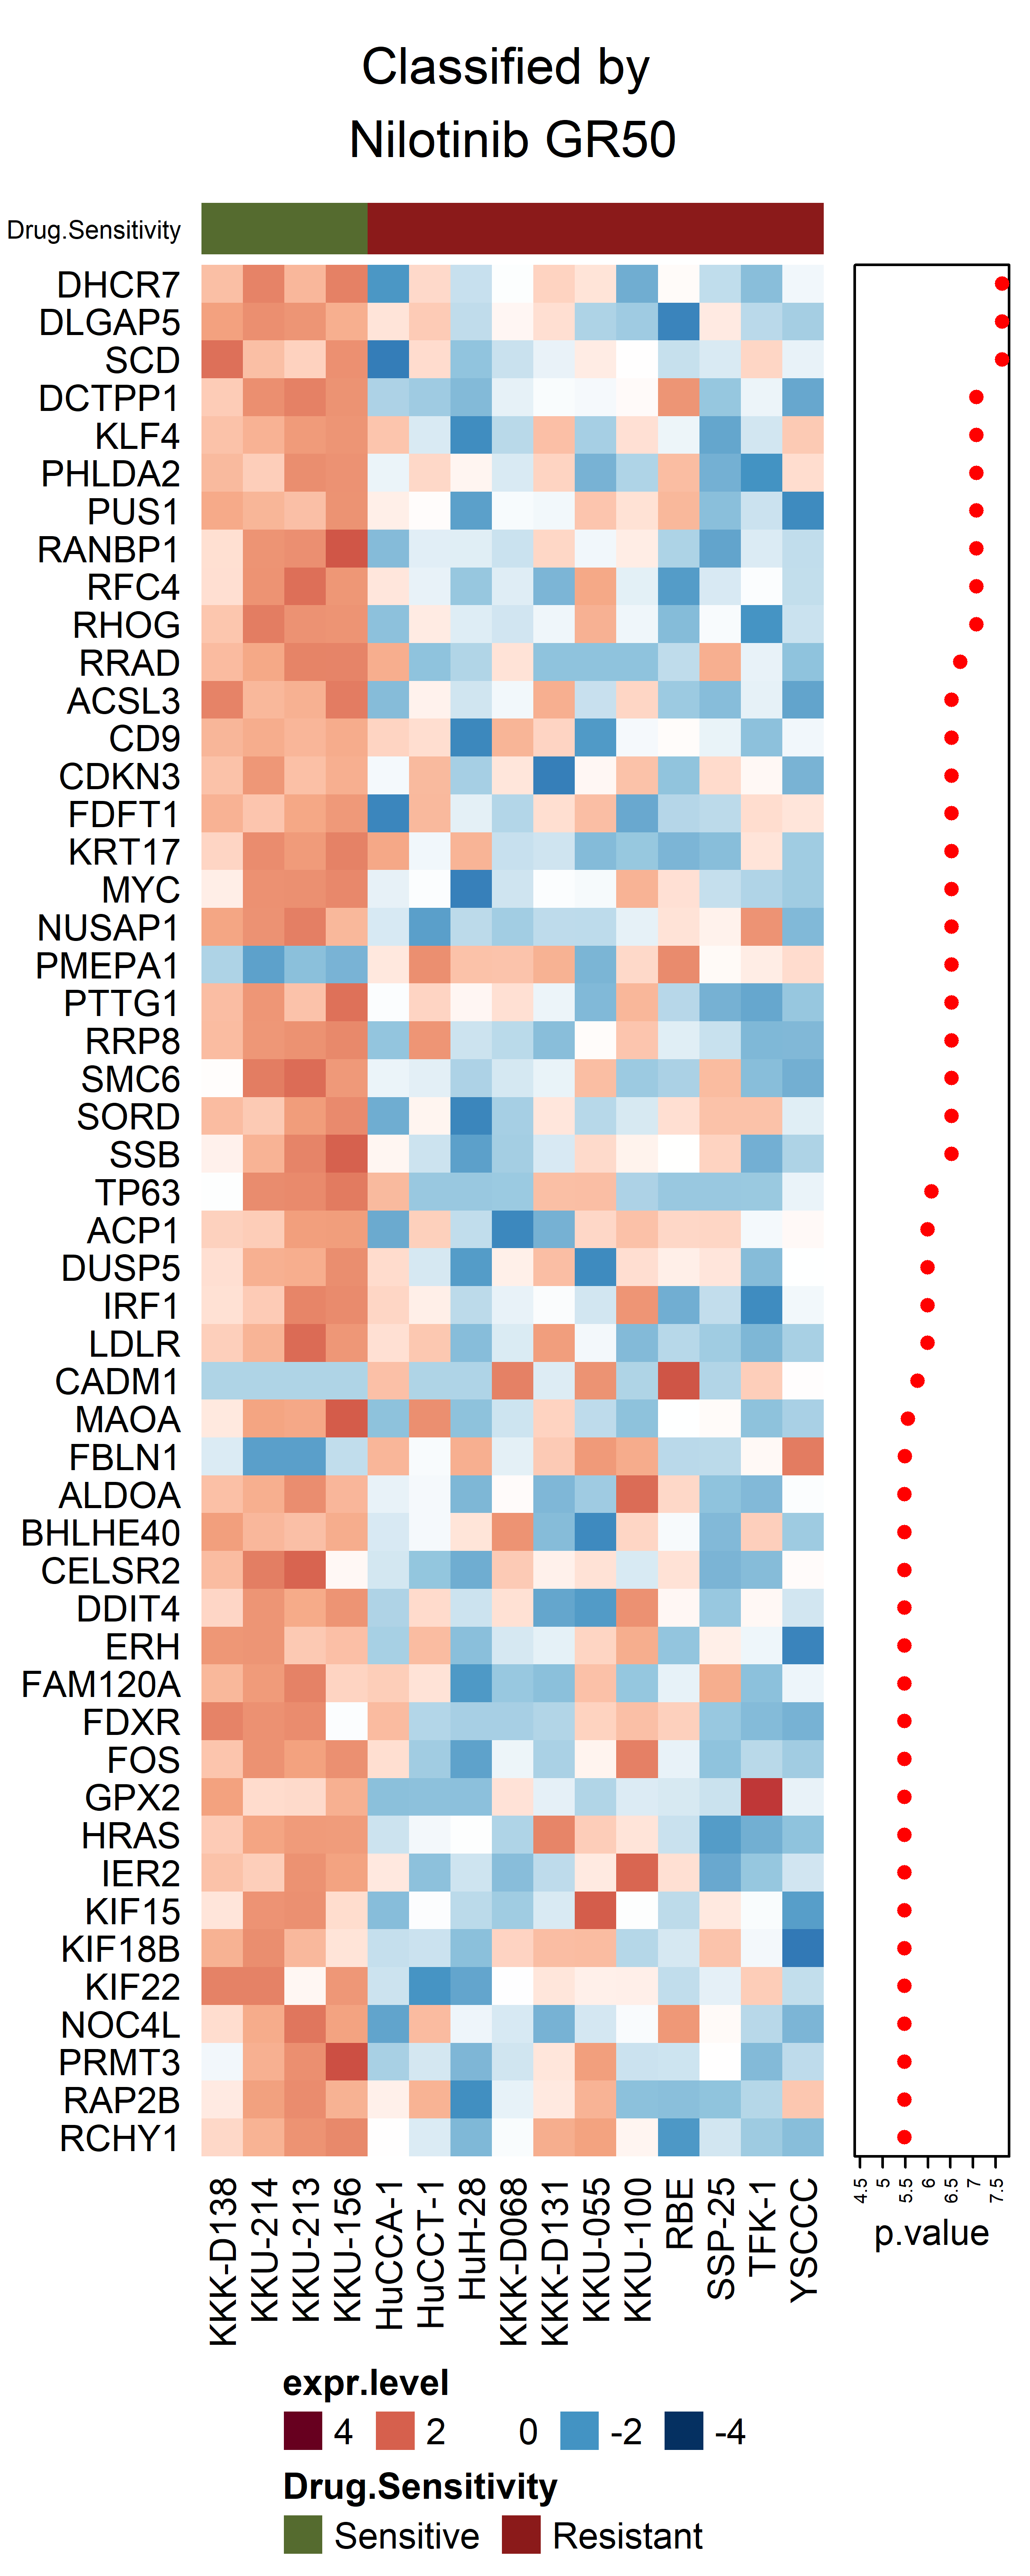 Classified by
Nilotinib GR50
Drug.Sensitivity
DHCR7
DLGAP5
SCD
DCTPP1
KLF4
PHLDA2
PUS1
RANBP1
RFC4
RHOG
RRAD
ACSL3
CD9
CDKN3
FDFT1
KRT17
MYC
NUSAP1
PMEPA1
PTTG1
RRP8
SMC6
SORD
SSB
TP63
ACP1
DUSP5
IRF1
LDLR
CADM1
MAOA
FBLN1
ALDOA
BHLHE40
CELSR2
DDIT4
ERH
FAM120A
FDXR
FOS
GPX2
HRAS
IER2
KIF15
KIF18B
KIF22
NOC4L
PRMT3
RAP2B
RCHY1
KKK-D138
KKU-214
KKU-213
KKU-156
HuCCA-1
HuCCT-1
HuH-28
KKK-D068
KKK-D131
KKU-055
KKU-100
RBE
SSP-25
TFK-1
YSCCC
4.5
5
5.5
6
6.5
7
7.5
p.value
expr.level
4 2 0 -2 -4
Drug.Sensitivity
Sensitive Resistant